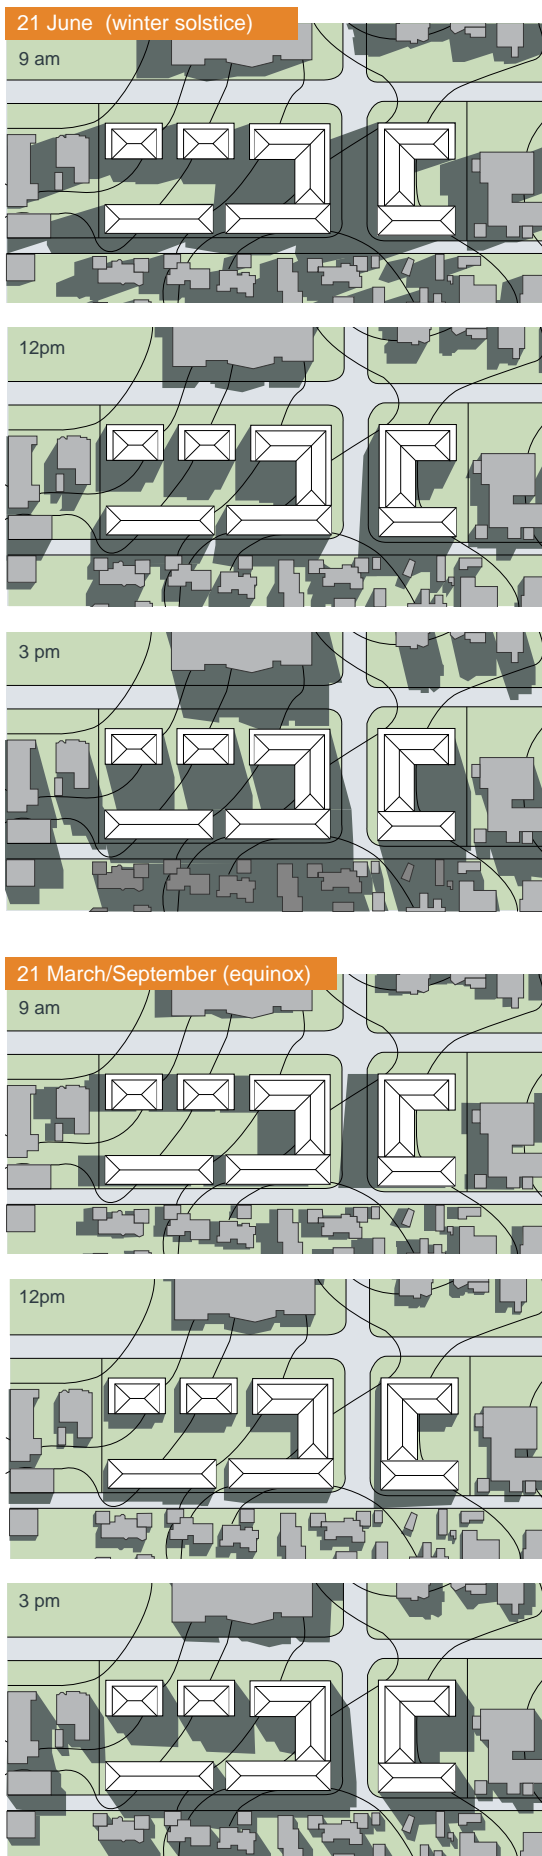 21 June (winter solstice)
9 am
12pm
3 pm
21 March/September (equinox)
9 am
12pm
3 pm